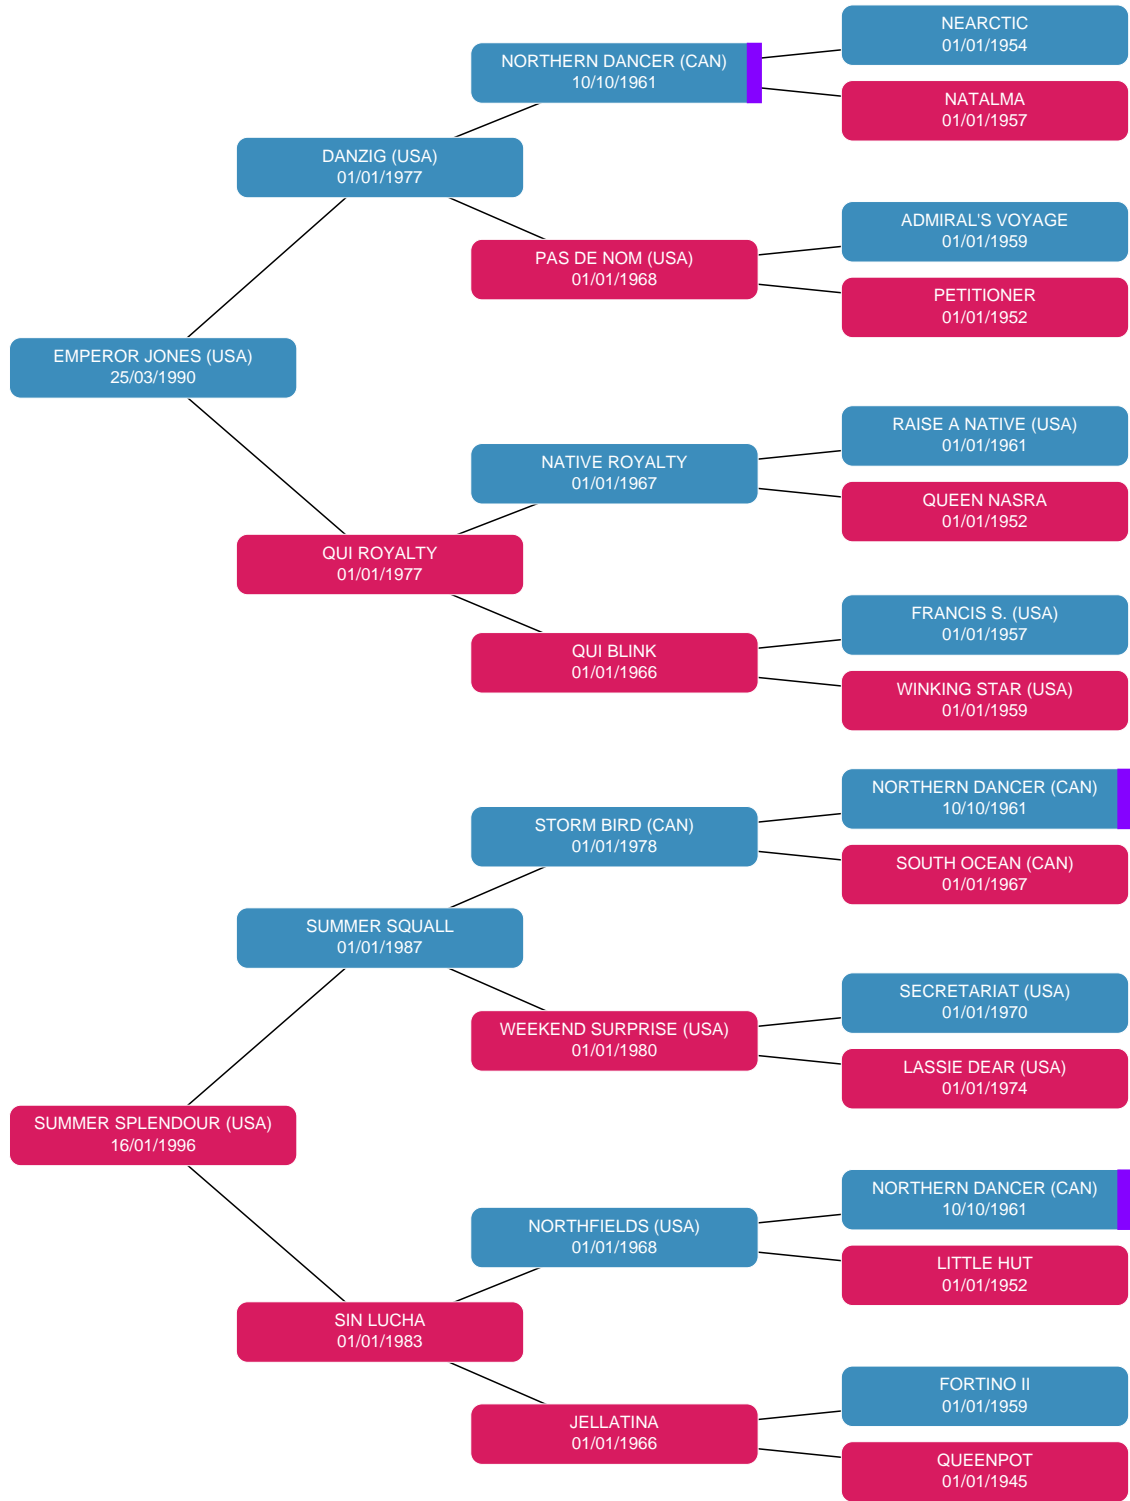 NEARCTIC
01/01/1954
NORTHERN DANCER (CAN)
10/10/1961
NATALMA
01/01/1957
DANZIG (USA)
01/01/1977
ADMIRAL'S VOYAGE
01/01/1959
PAS DE NOM (USA)
01/01/1968
PETITIONER
01/01/1952
EMPEROR JONES (USA)
25/03/1990
RAISE A NATIVE (USA)
01/01/1961
NATIVE ROYALTY
01/01/1967
QUEEN NASRA
01/01/1952
QUI ROYALTY
01/01/1977
FRANCIS S. (USA)
01/01/1957
QUI BLINK
01/01/1966
WINKING STAR (USA)
01/01/1959
NORTHERN DANCER (CAN)
10/10/1961
STORM BIRD (CAN)
01/01/1978
SOUTH OCEAN (CAN)
01/01/1967
SUMMER SQUALL
01/01/1987
SECRETARIAT (USA)
01/01/1970
WEEKEND SURPRISE (USA)
01/01/1980
LASSIE DEAR (USA)
01/01/1974
SUMMER SPLENDOUR (USA)
16/01/1996
NORTHERN DANCER (CAN)
10/10/1961
NORTHFIELDS (USA)
01/01/1968
LITTLE HUT
01/01/1952
SIN LUCHA
01/01/1983
FORTINO II
01/01/1959
JELLATINA
01/01/1966
QUEENPOT
01/01/1945